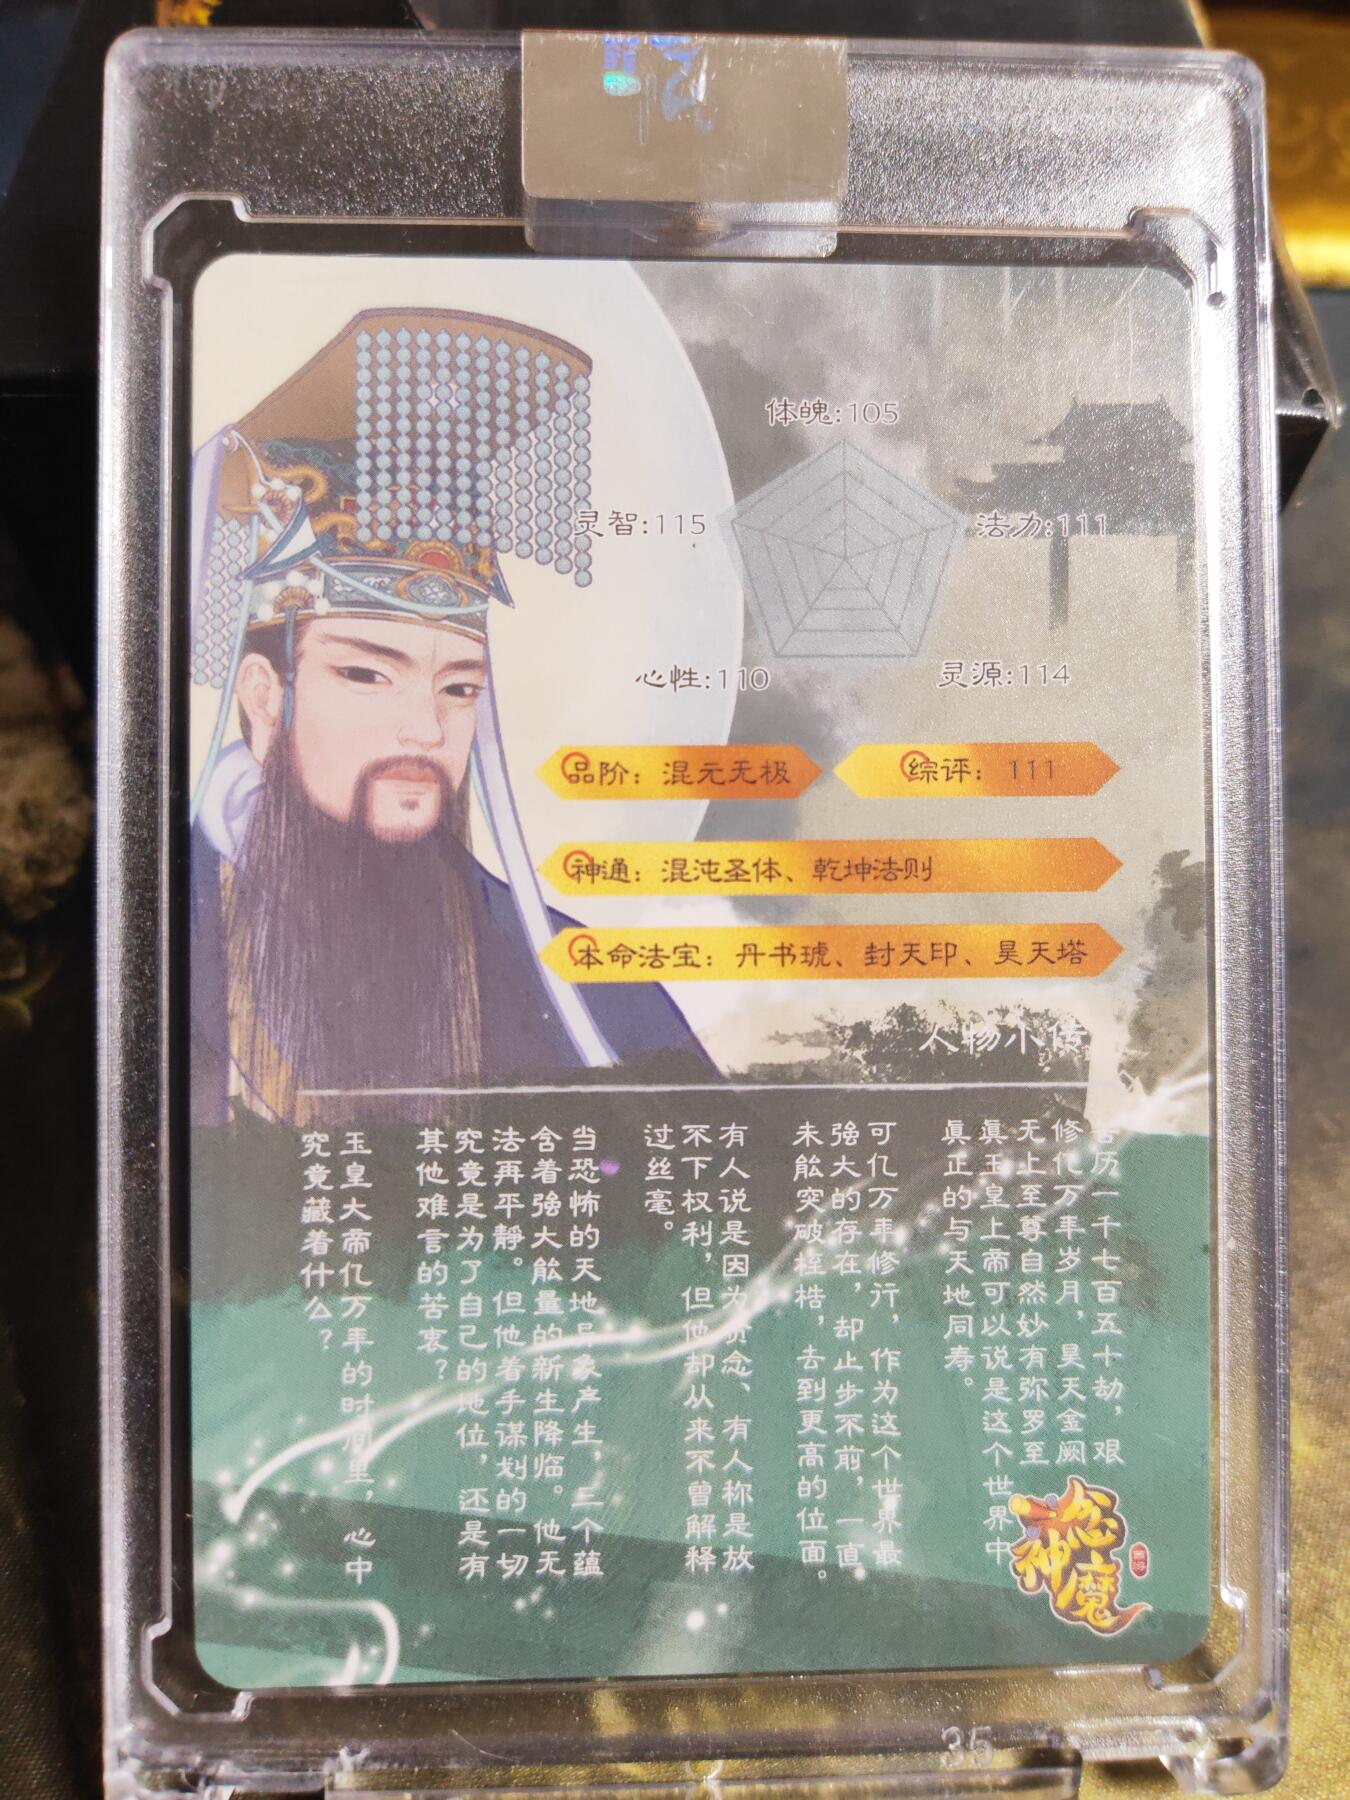 体魄:105
灵智:115
法力:111
心性:110
灵源:114
品阶：混元无极
综评：111
神通：混沌圣体、乾坤法则
本命法宝：丹书琥、封天印、昊天塔
人物小传
历一千七百五十劫，艰
修亿万年岁月，昊天金阙
无上至尊自然妙有弥罗至
真玉皇上帝可以说是这个世界中
真正的与天地同寿。
可亿万年修行，作为这个世界最
强大的存在，却止步不前，一直
未能突破桎梏，去到更高的位面。
有人说是因为贪念、有人称是放
不下权利，但他却从来不曾解释
过丝毫。
当恐怖的天地异象产生，三个蕴
含着强大能量的新生降临。他无
法再平静。但他着手谋划的一切
究竟是为了自己的地位，还是有
其他难言的苦衷？
玉皇大帝亿万年的时间里，心中
究竟藏着什么？
一念神魔
西游
35